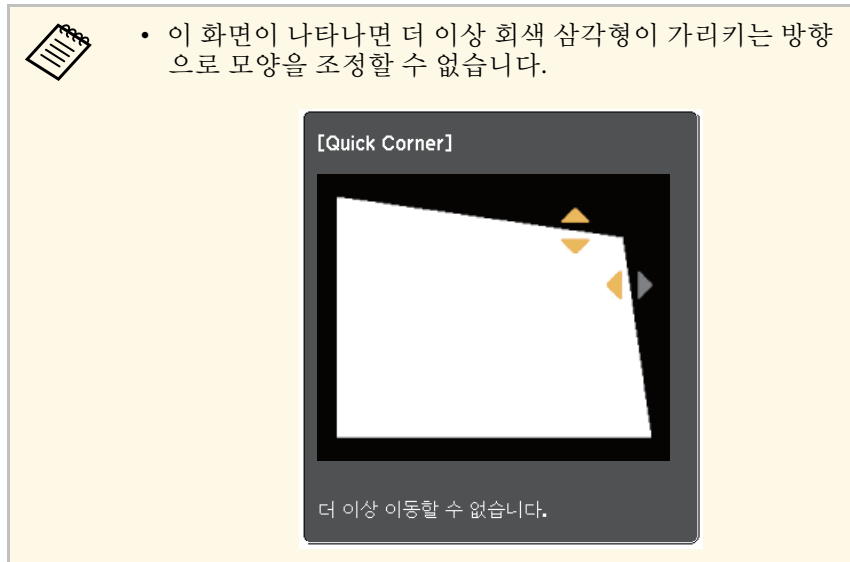 • 이 화면이 나타나면 더 이상 회색 삼각형이 가리키는 방향
으로 모양을 조정할 수 없습니다.
[Quick Corner]
더 이상 이동할 수 없습니다.